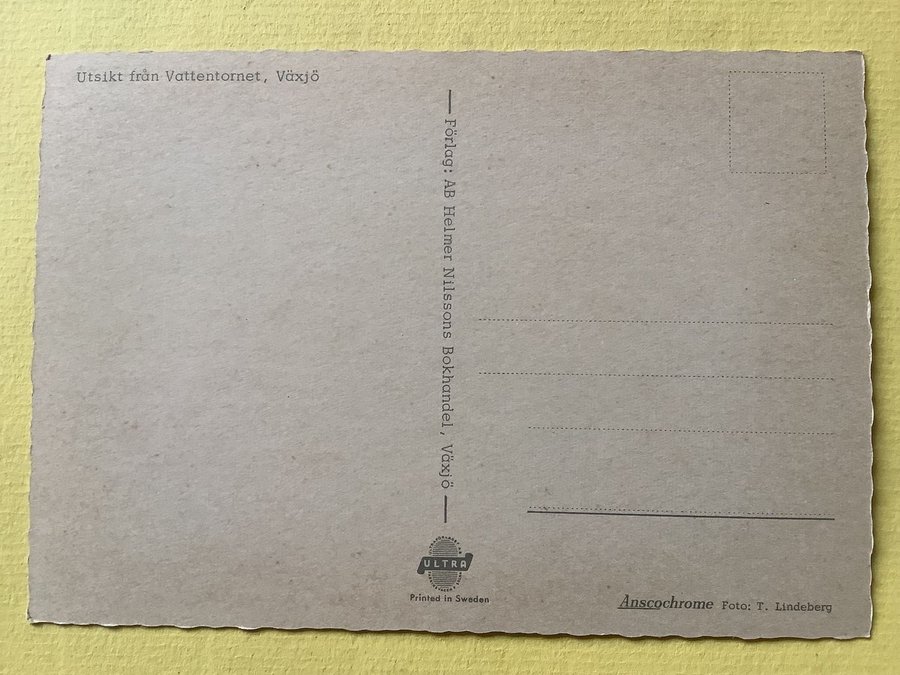 Utsikt från Vattentornet, Växjö
Förlag: AB Helmer Nilssons Bokhandel, Växjö
ULTRA
Printed in Sweden
Anscochrome Foto: T. Lindeberg